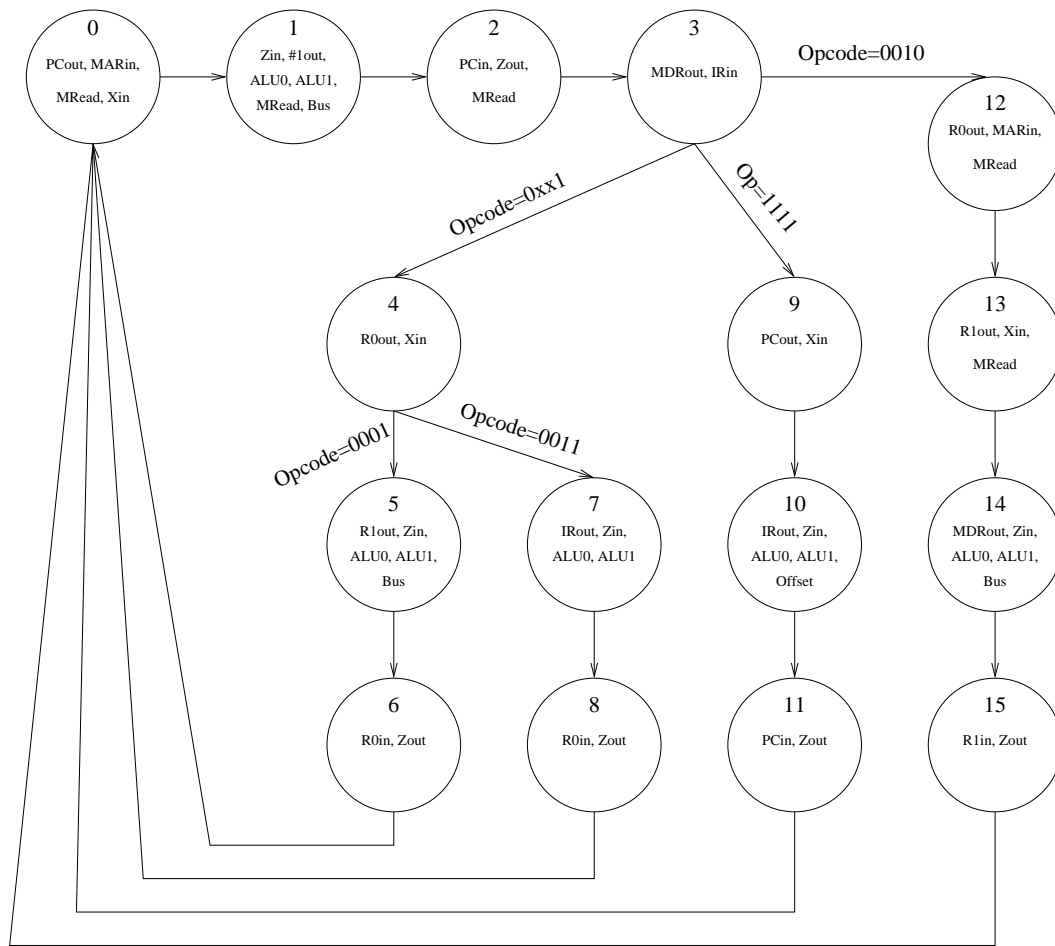 0
PCout, MARin,
MRead, Xin
1
Zin, #1out,
ALU0, ALU1,
MRead, Bus
2
PCin, Zout,
MRead
3
MDRout, IRin
Opcode=0010
12
R0out, MARin,
MRead
Opcode=0xx1
Op=1111
4
R0out, Xin
9
PCout, Xin
13
R1out, Xin,
MRead
Opcode=0001
Opcode=0011
5
R1out, Zin,
ALU0, ALU1,
Bus
7
IRout, Zin,
ALU0, ALU1
10
IRout, Zin,
ALU0, ALU1,
Offset
14
MDRout, Zin,
ALU0, ALU1,
Bus
6
R0in, Zout
8
R0in, Zout
11
PCin, Zout
15
R1in, Zout